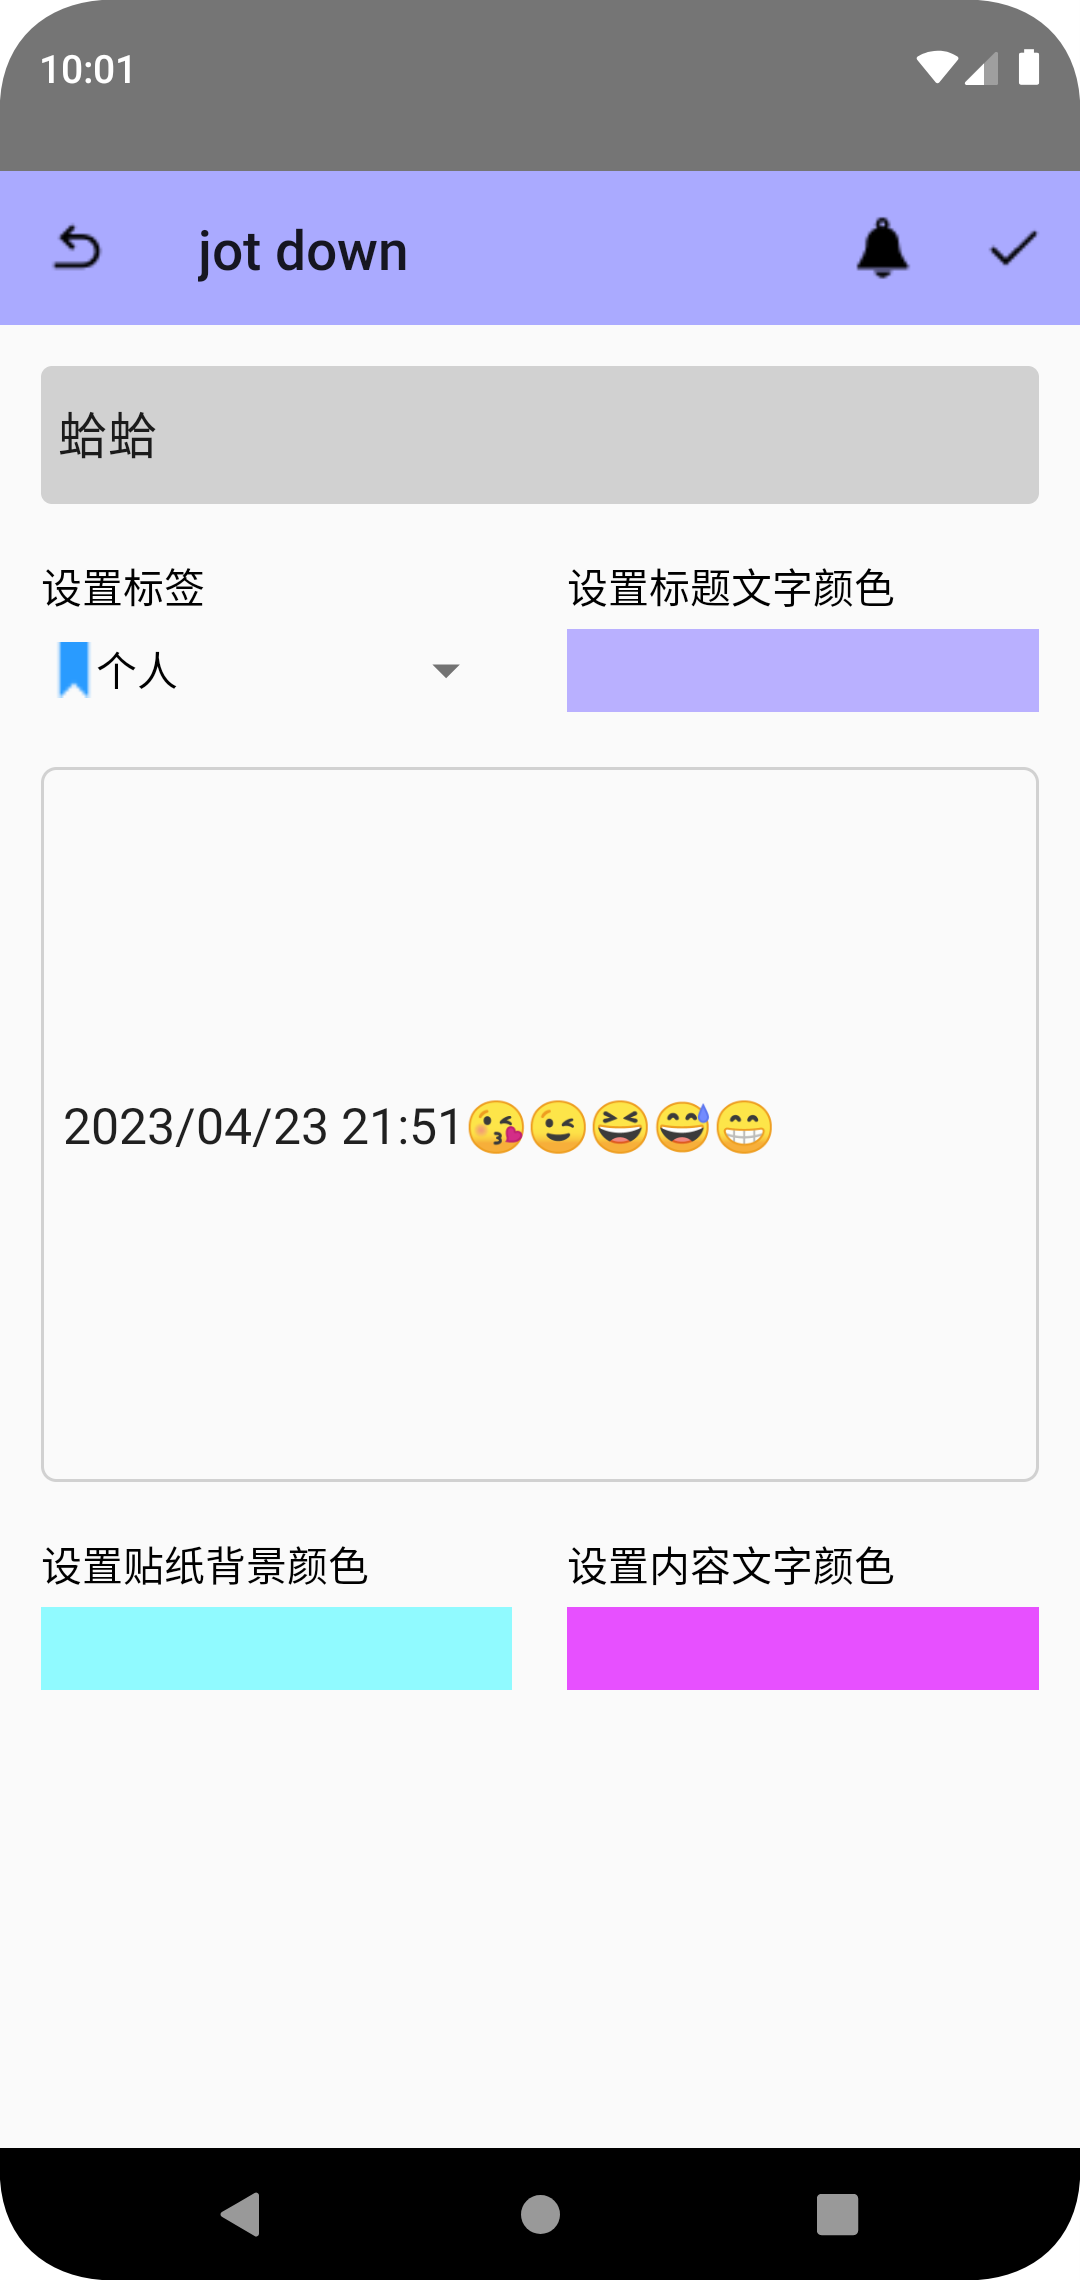 10:01
jot down
蛤蛤
设置标签
设置标题文字颜色
个人
2023/04/23 21:51😘😉😆😅😁
设置贴纸背景颜色
设置内容文字颜色